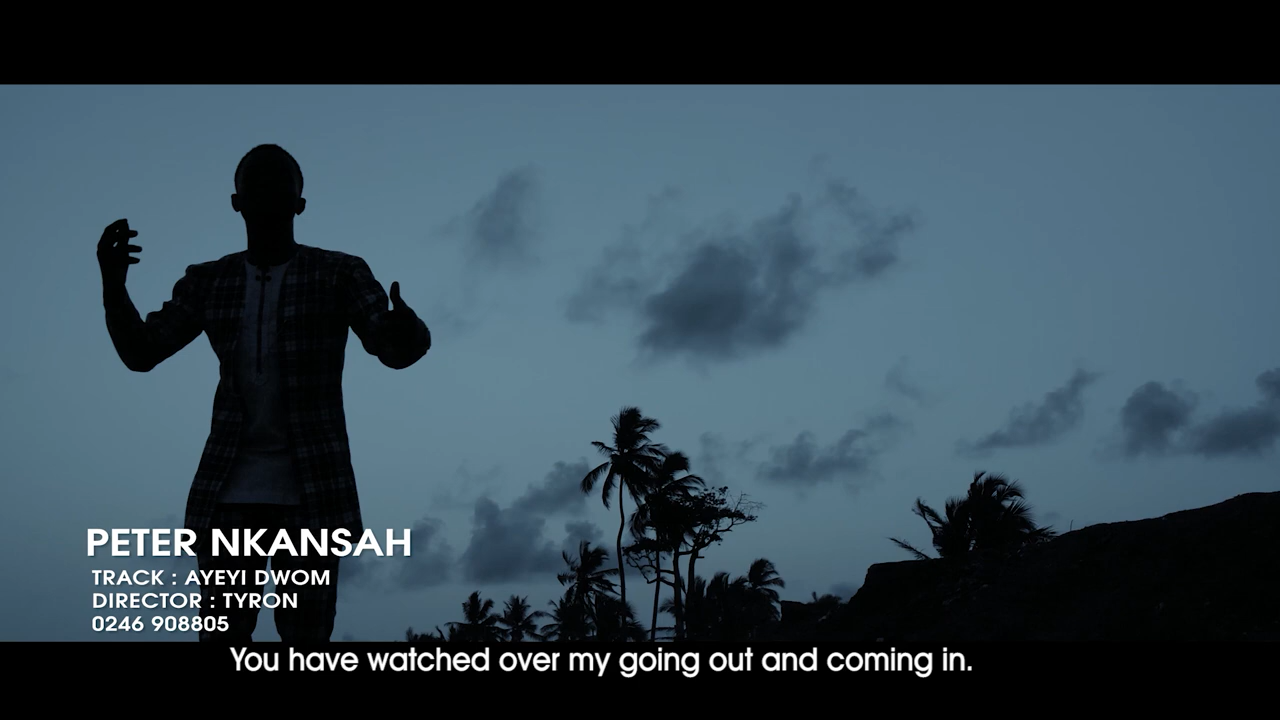 PETER NKANSAH
TRACK : AYEYI DWOM
DIRECTOR : TYRON
0246 908805
You have watched over my going out and coming in.